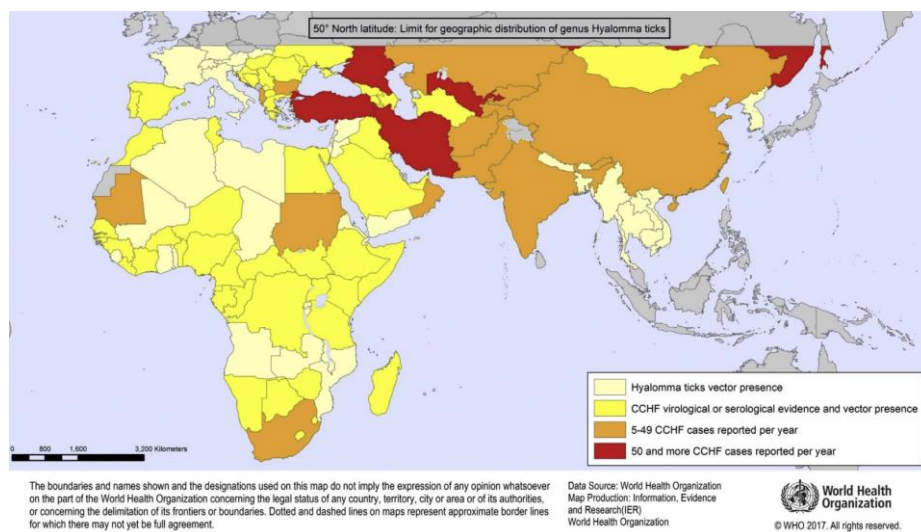 50° North latitude: Limit for geographic distribution of genus Hyalomma ticks
Hyalomma ticks vector presence
CCHF virological or serological evidence and vector presence
5-49 CCHF cases reported per year
50 and more CCHF cases reported per year
0 800 1,600 3,200 Kilometers
The boundaries and names shown and the designations used on this map do not imply the expression of any opinion whatsoever
on the part of the World Health Organization concerning the legal status of any country, territory, city or area or of its authorities,
or concerning the delimitation of its frontiers or boundaries. Dotted and dashed lines on maps represent approximate border lines
for which there may not yet be full agreement.
Data Source: World Health Organization
Map Production: Information, Evidence
and Research(IER)
World Health Organization
World Health
Organization
© WHO 2017. All rights reserved.